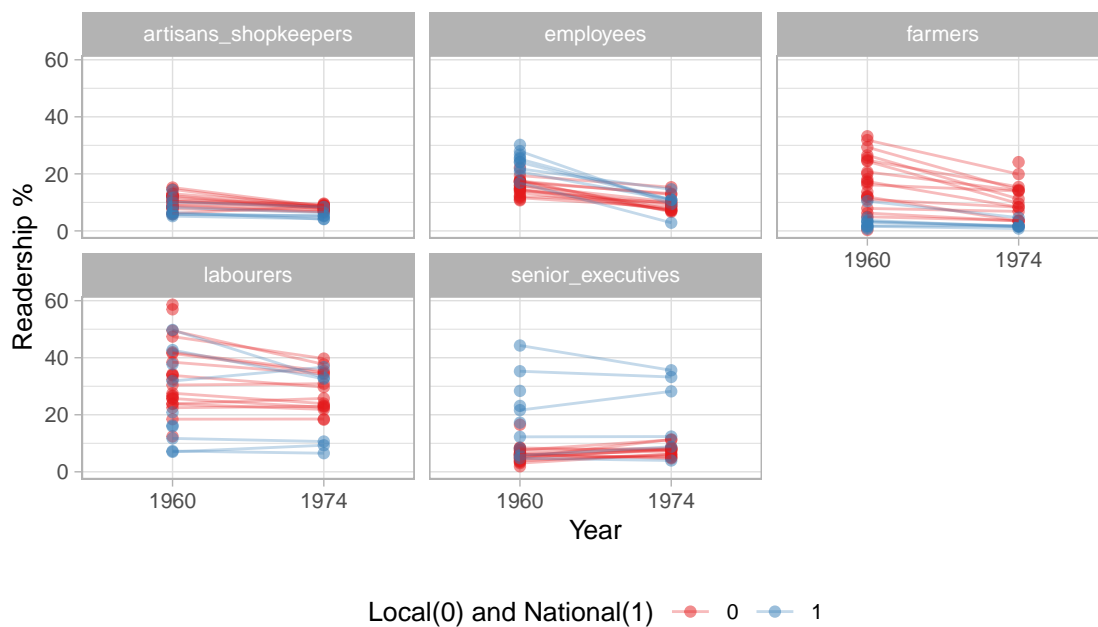 artisans_shopkeepers employees farmers
60
40
20
0
1960 1974
labourers senior_executives
60
40
20
0
1960 1974 1960 1974
Readership %
Year
Local(0) and National(1) 0 1